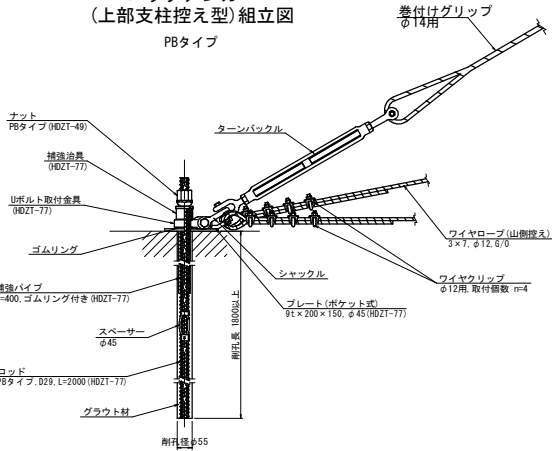 (上部支柱控え型)組立図
PBタイプ
巻付けグリップ
φ14用
ナット
PBタイプ(HDZT-49)
ターンバックル
補強治具
(HDZT-77)
Uボルト取付金具
(HDZT-77)
ゴムリング
ワイヤロープ(山側控え)
3×7,φ12,G/O
シャックル
ワイヤクリップ
φ12用,取付個数 n=4
補強パイプ
=400,ゴムリング付き(HDZT-77)
プレート(ポケット式)
9t×200×150,φ45(HDZT-77)
スペーサー
φ45
削孔長 1800以上
ロッド
PBタイプ,D29,L=2000(HDZT-77)
グラウト材
削孔径φ55